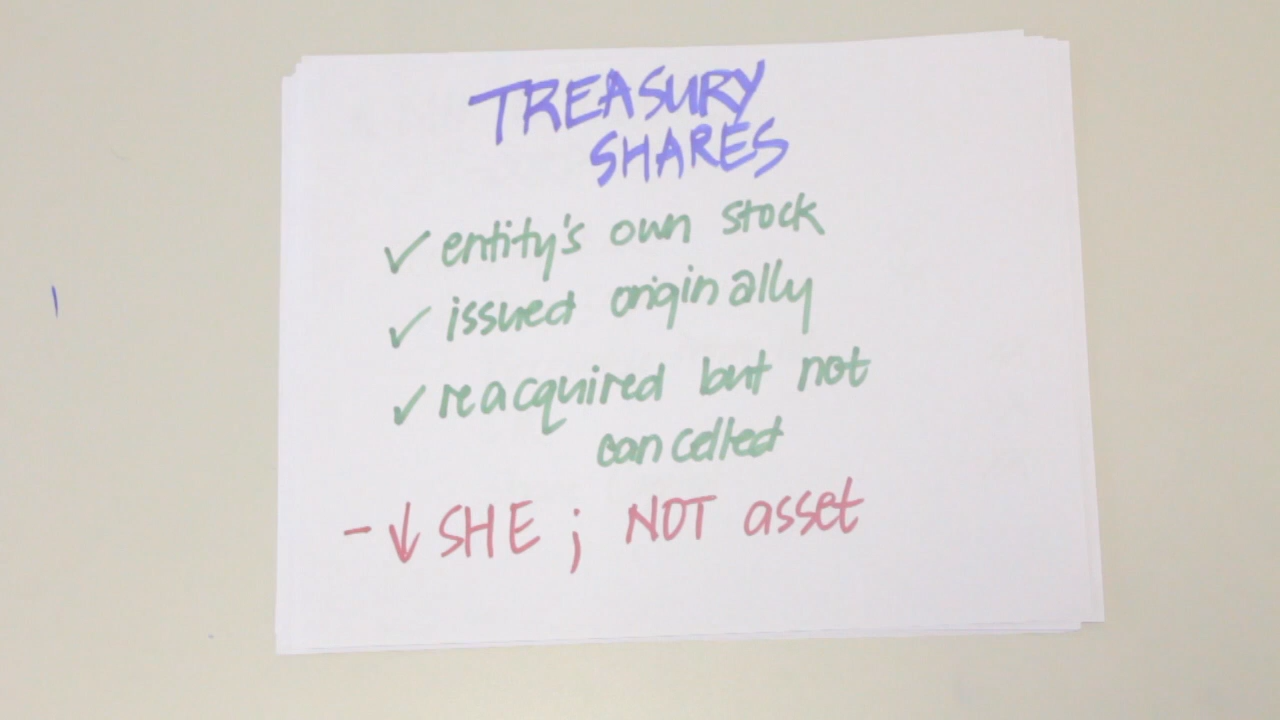 TREASURY
SHARES
✓ entity's own stock
✓ issued originally
✓ reacquired but not
cancelled
- ↓ SHE ; NOT asset